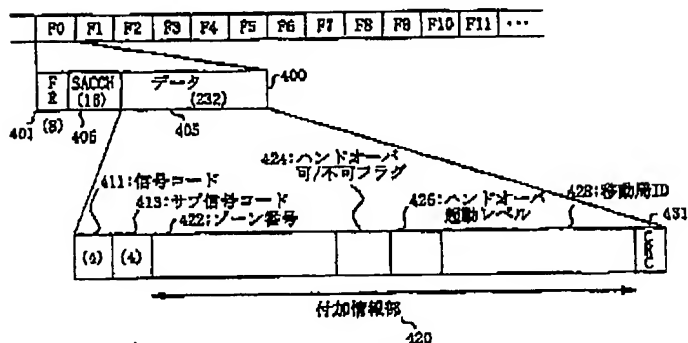 F0 F1 F2 F3 F4 F5 F6 F7 F8 F9 F10 F11 ...
FR SACCH (16) データ (232) 400
401 (8) 406 405
424:ハンドオーバ
可/不可フラグ
411:信号コード
413:サブ信号コード
422:ゾーン番号
426:ハンドオーバ
起動レベル
428:移動局ID
431
(4) (4) CRC
付加情報部
420